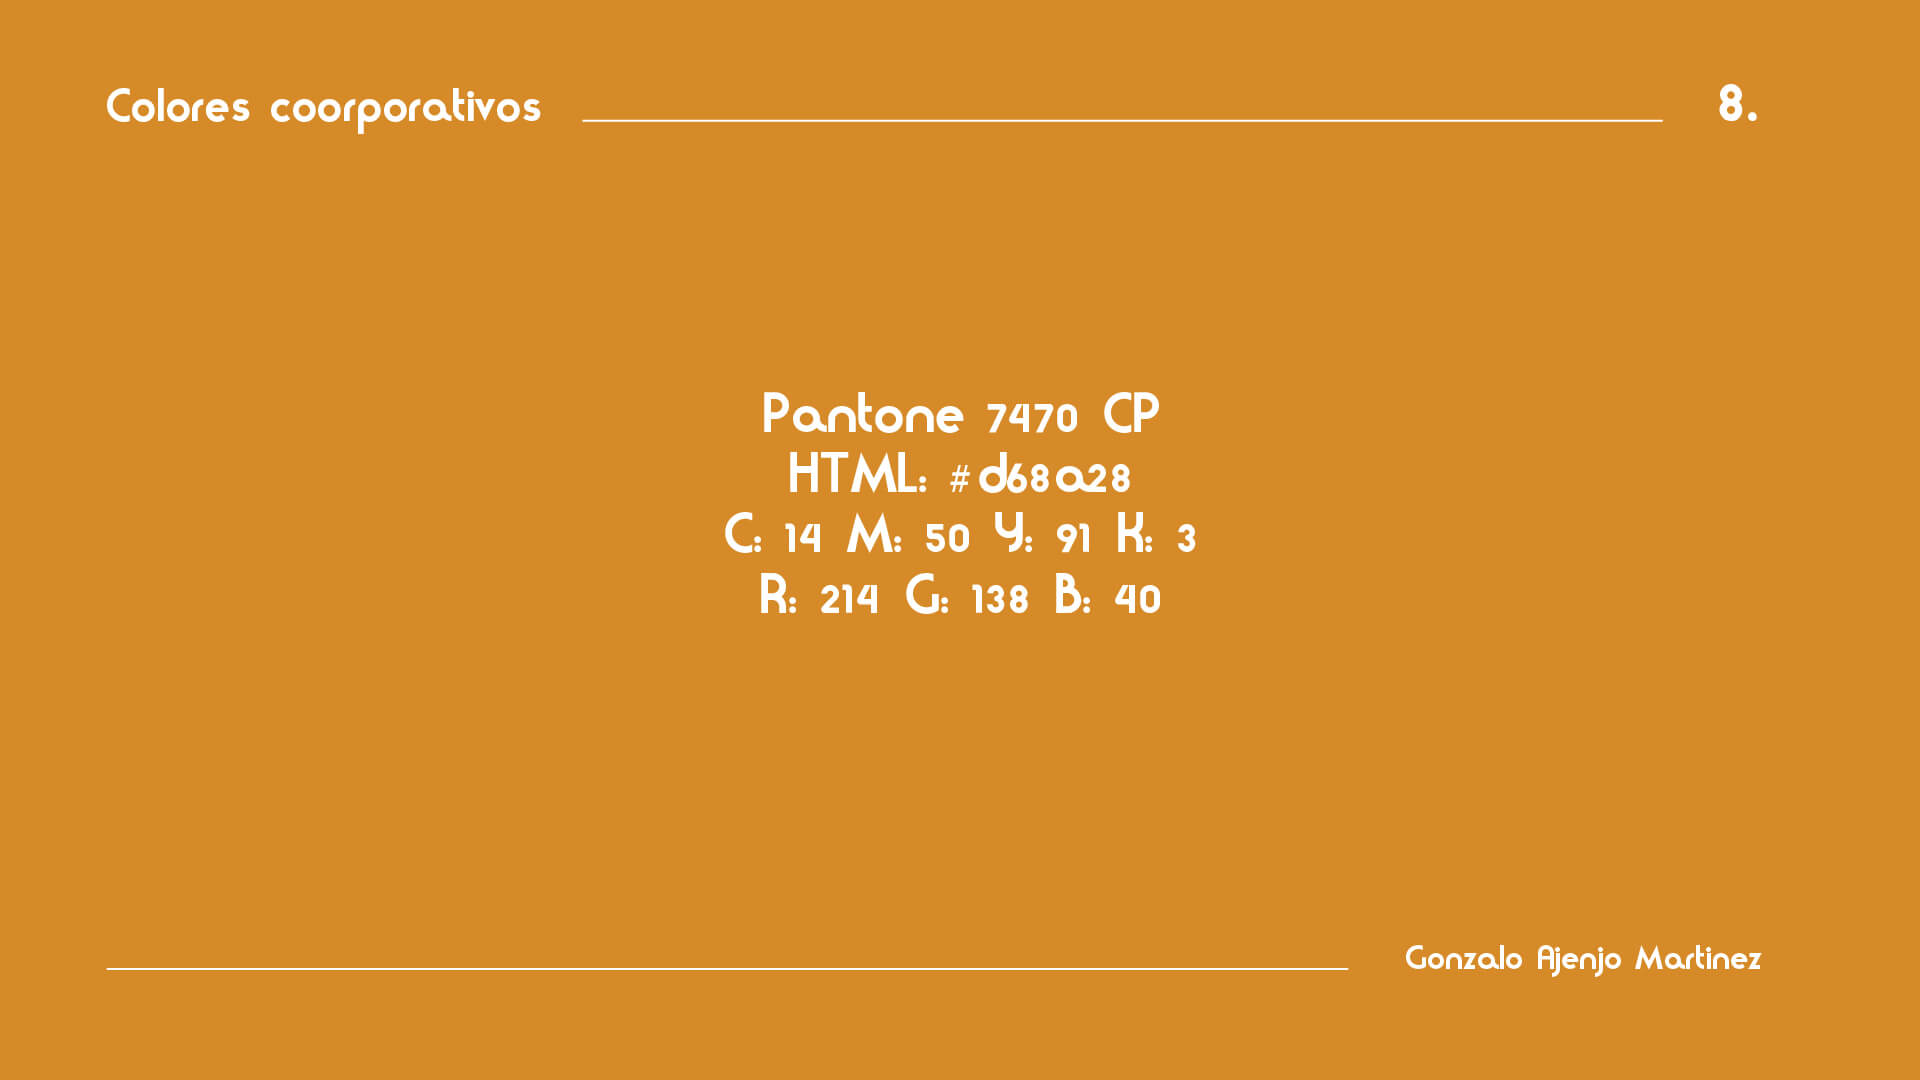 Colores coorporativos 8.
Pantone 7470 CP
HTML: #d68a28
C: 14 M: 50 Y: 91 K: 3
R: 214 G: 138 B: 40
Gonzalo Ajenjo Martinez